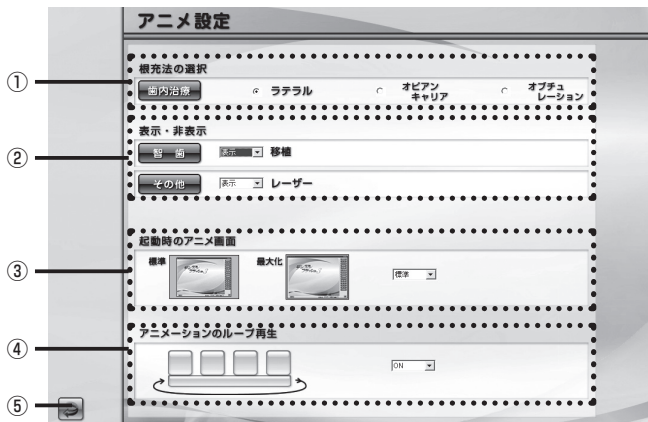 アニメ設定
① 根充法の選択
歯内治療 ラテラル オピアンキャリア オブチュレーション
② 表示・非表示
智 歯 表示 移植
その他 表示 レーザー
③ 起動時のアニメ画面
標準 最大化 標準
④ アニメーションのループ再生
ON
⑤